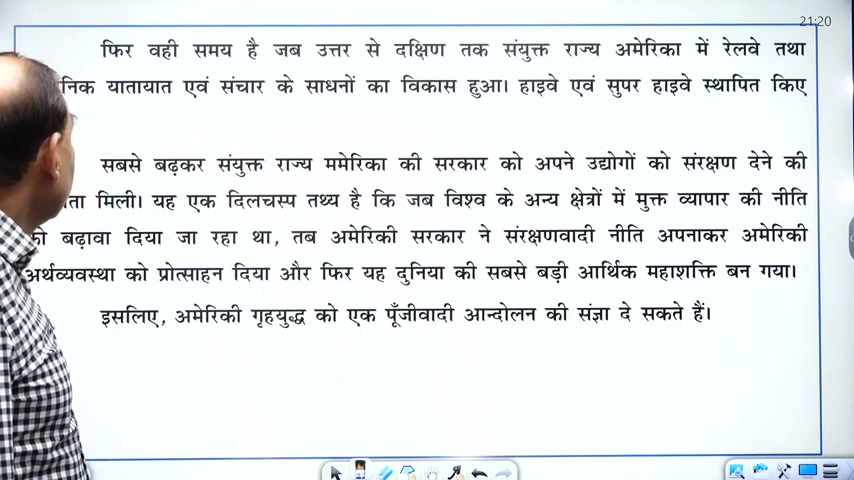 21:20
फिर वही समय है जब उत्तर से दक्षिण तक संयुक्त राज्य अमेरिका में रेलवे तथा
निक यातायात एवं संचार के साधनों का विकास हुआ। हाइवे एवं सुपर हाइवे स्थापित किए
सबसे बढ़कर संयुक्त राज्य ममेरिका की सरकार को अपने उद्योगों को संरक्षण देने की
ता मिली। यह एक दिलचस्प तथ्य है कि जब विश्व के अन्य क्षेत्रों में मुक्त व्यापार की नीति
को बढ़ावा दिया जा रहा था, तब अमेरिकी सरकार ने संरक्षणवादी नीति अपनाकर अमेरिकी
अर्थव्यवस्था को प्रोत्साहन दिया और फिर यह दुनिया की सबसे बड़ी आर्थिक महाशक्ति बन गया।
इसलिए, अमेरिकी गृहयुद्ध को एक पूँजीवादी आन्दोलन की संज्ञा दे सकते हैं।